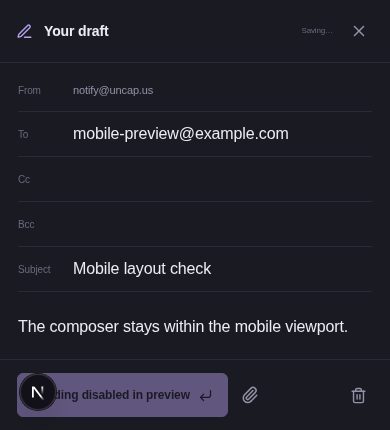 Your draft
Saving...
From notify@uncap.us
To mobile-preview@example.com
Cc
Bcc
Subject Mobile layout check
The composer stays within the mobile viewport.
N
ding disabled in preview